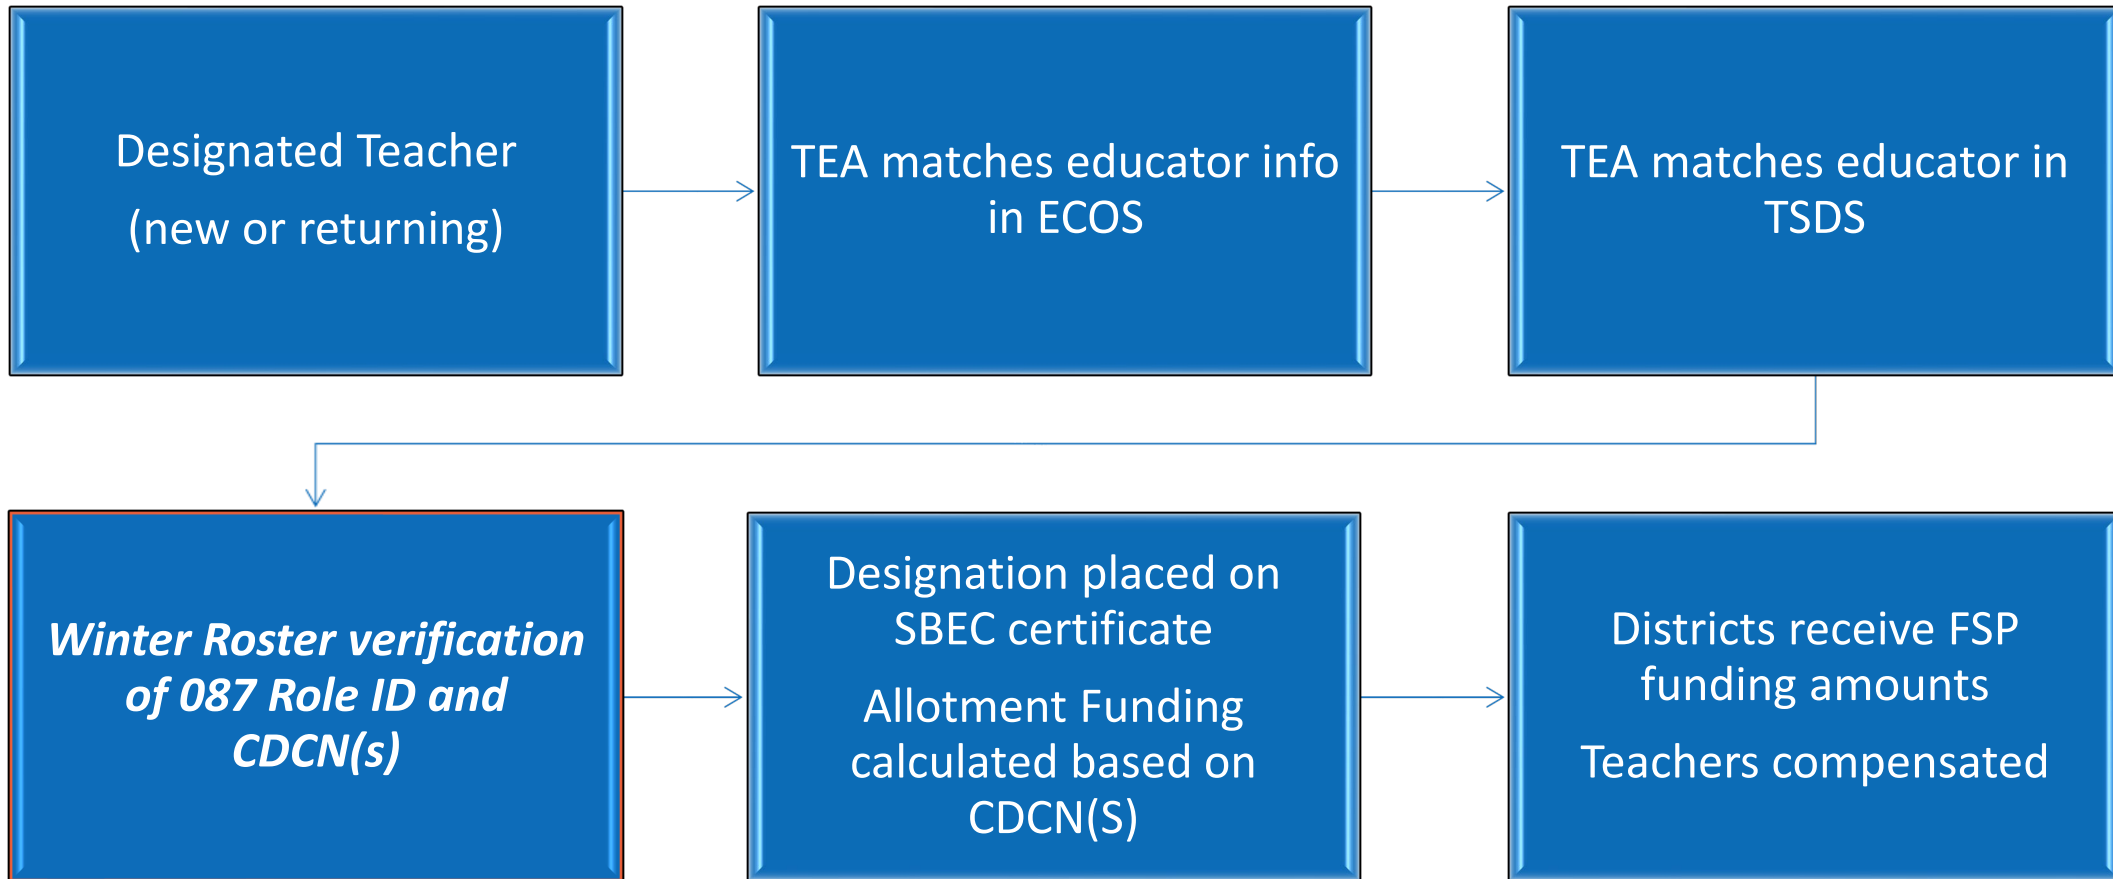 Designated Teacher
(new or returning)
TEA matches educator info
in ECOS
TEA matches educator in
TSDS
Winter Roster verification
of 087 Role ID and
CDCN(s)
Designation placed on
SBEC certificate
Allotment Funding
calculated based on
CDCN(S)
Districts receive FSP
funding amounts
Teachers compensated